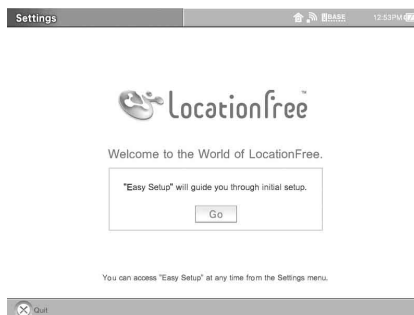 Settings
BASE 12:53PM
LocationFree™
Welcome to the World of LocationFree.
"Easy Setup" will guide you through initial setup.
Go
You can access "Easy Setup" at any time from the Settings menu.
Quit